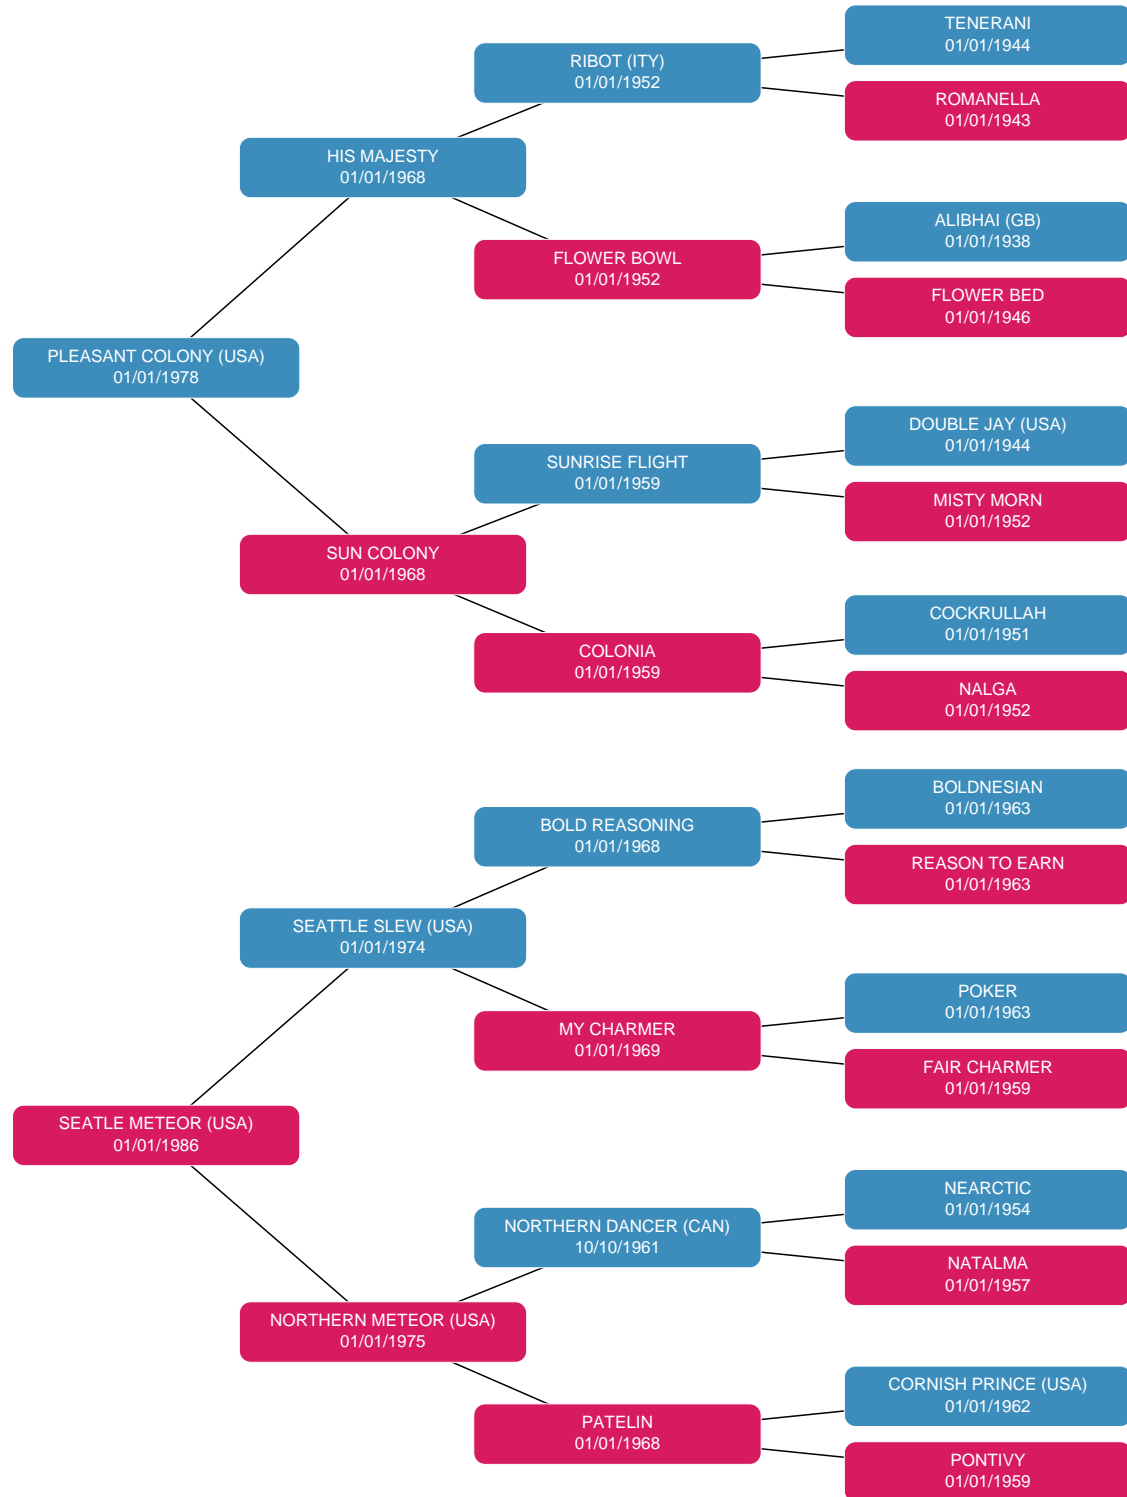 TENERANI
01/01/1944
RIBOT (ITY)
01/01/1952
ROMANELLA
01/01/1943
HIS MAJESTY
01/01/1968
ALIBHAI (GB)
01/01/1938
FLOWER BOWL
01/01/1952
FLOWER BED
01/01/1946
PLEASANT COLONY (USA)
01/01/1978
DOUBLE JAY (USA)
01/01/1944
SUNRISE FLIGHT
01/01/1959
MISTY MORN
01/01/1952
SUN COLONY
01/01/1968
COCKRULLAH
01/01/1951
COLONIA
01/01/1959
NALGA
01/01/1952
BOLDNESIAN
01/01/1963
BOLD REASONING
01/01/1968
REASON TO EARN
01/01/1963
SEATTLE SLEW (USA)
01/01/1974
POKER
01/01/1963
MY CHARMER
01/01/1969
FAIR CHARMER
01/01/1959
SEATLE METEOR (USA)
01/01/1986
NEARCTIC
01/01/1954
NORTHERN DANCER (CAN)
10/10/1961
NATALMA
01/01/1957
NORTHERN METEOR (USA)
01/01/1975
CORNISH PRINCE (USA)
01/01/1962
PATELIN
01/01/1968
PONTIVY
01/01/1959